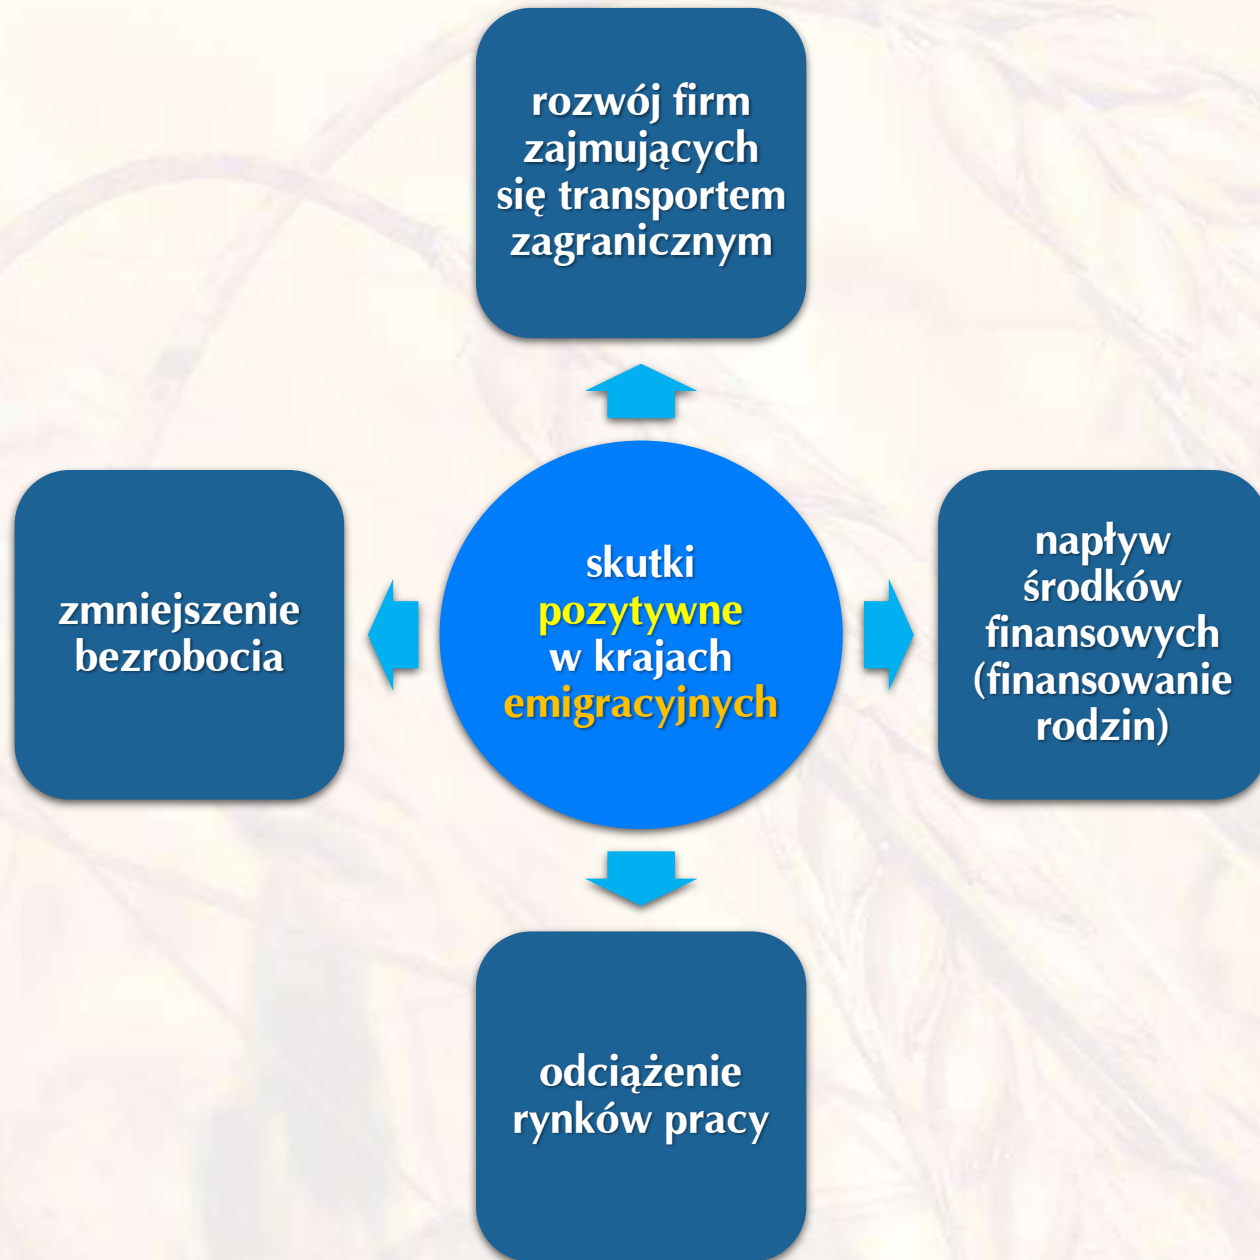 rozwój firm
zajmujących
się transportem
zagranicznym
zmniejszenie
bezrobocia
skutki
pozytywne
w krajach
emigracyjnych
napływ
środków
finansowych
(finansowanie
rodzin)
odciążenie
rynków pracy